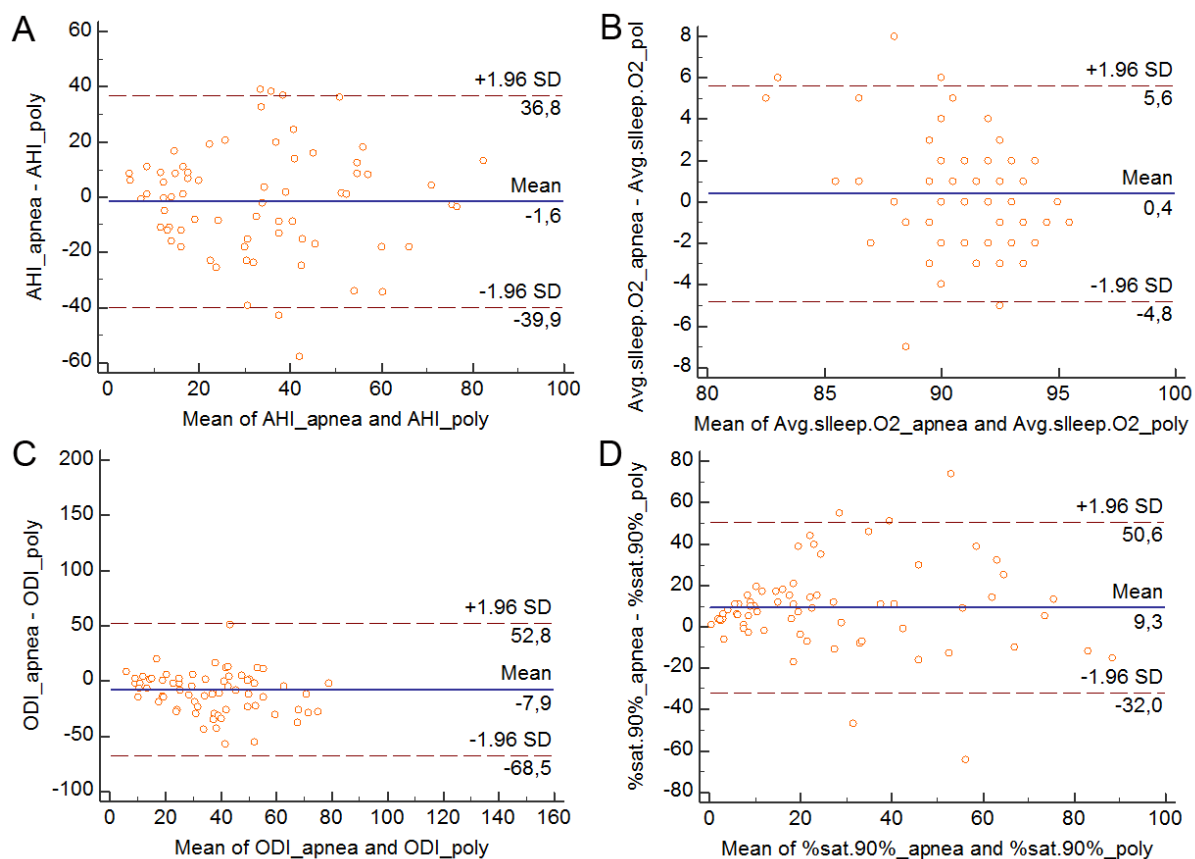 A
AHI_apnea - AHI_poly
60
40
20
0
-20
-40
-60
+1.96 SD
36,8
Mean
-1,6
-1.96 SD
-39,9
0 20 40 60 80 100
Mean of AHI_apnea and AHI_poly
B
Avg.slleep.O2_apnea - Avg.slleep.O2_pol
8
6
4
2
0
-2
-4
-6
-8
+1.96 SD
5,6
Mean
0,4
-1.96 SD
-4,8
80 85 90 95 100
Mean of Avg.slleep.O2_apnea and Avg.slleep.O2_poly
C
ODI_apnea - ODI_poly
200
150
100
50
0
-50
-100
+1.96 SD
52,8
Mean
-7,9
-1.96 SD
-68,5
0 20 40 60 80 100 120 140 160
Mean of ODI_apnea and ODI_poly
D
%sat.90%_apnea - %sat.90%_poly
80
60
40
20
0
-20
-40
-60
-80
+1.96 SD
50,6
Mean
9,3
-1.96 SD
-32,0
0 20 40 60 80 100
Mean of %sat.90%_apnea and %sat.90%_poly